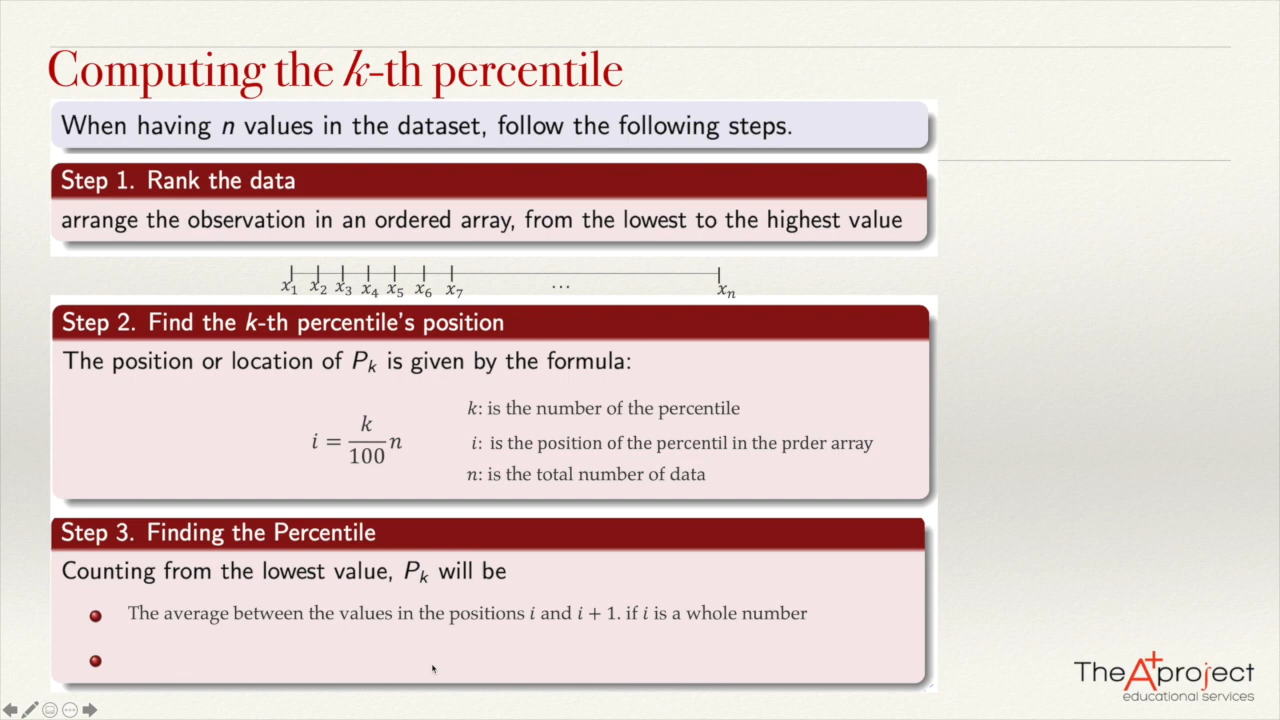 Computing the k-th percentile
When having n values in the dataset, follow the following steps.
Step 1. Rank the data
arrange the observation in an ordered array, from the lowest to the highest value
x₁ x₂ x₃ x₄ x₅ x₆ x₇ … xₙ
Step 2. Find the k-th percentile's position
The position or location of Pₖ is given by the formula:
i = k/100 n
k: is the number of the percentile
i: is the position of the percentil in the prder array
n: is the total number of data
Step 3. Finding the Percentile
Counting from the lowest value, Pₖ will be
The average between the values in the positions i and i + 1. if i is a whole number
The A+ project
educational services